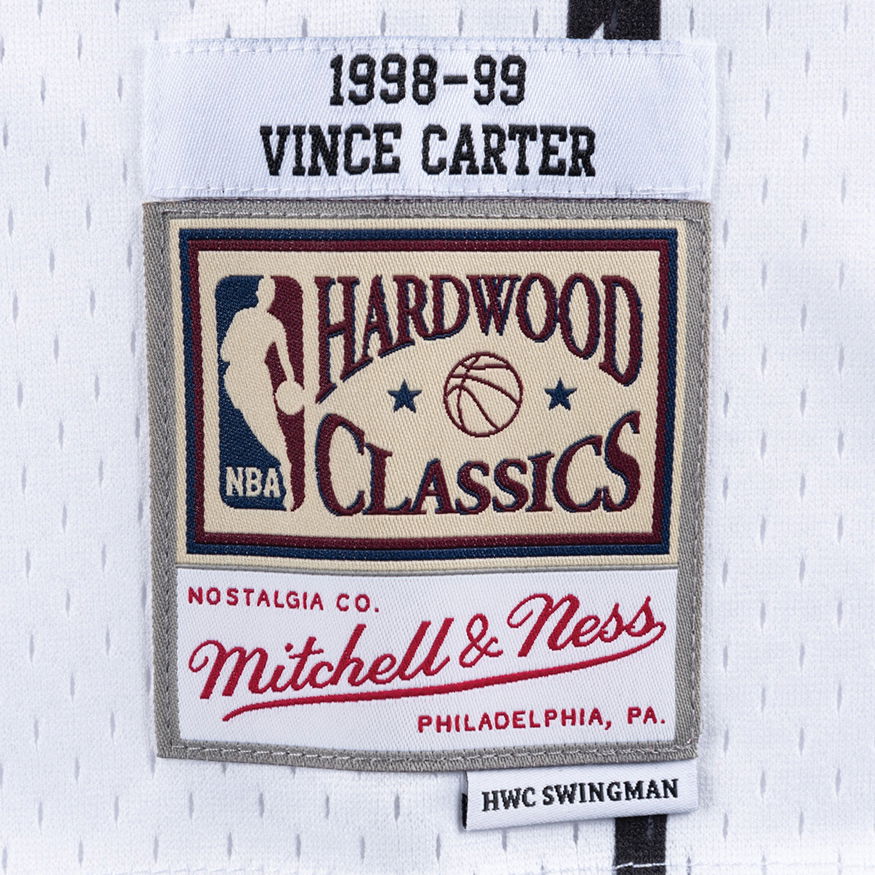 1998-99
VINCE CARTER
HARDWOOD
CLASSICS
NBA
NOSTALGIA CO.
Mitchell & Ness
PHILADELPHIA, PA.
HWC SWINGMAN